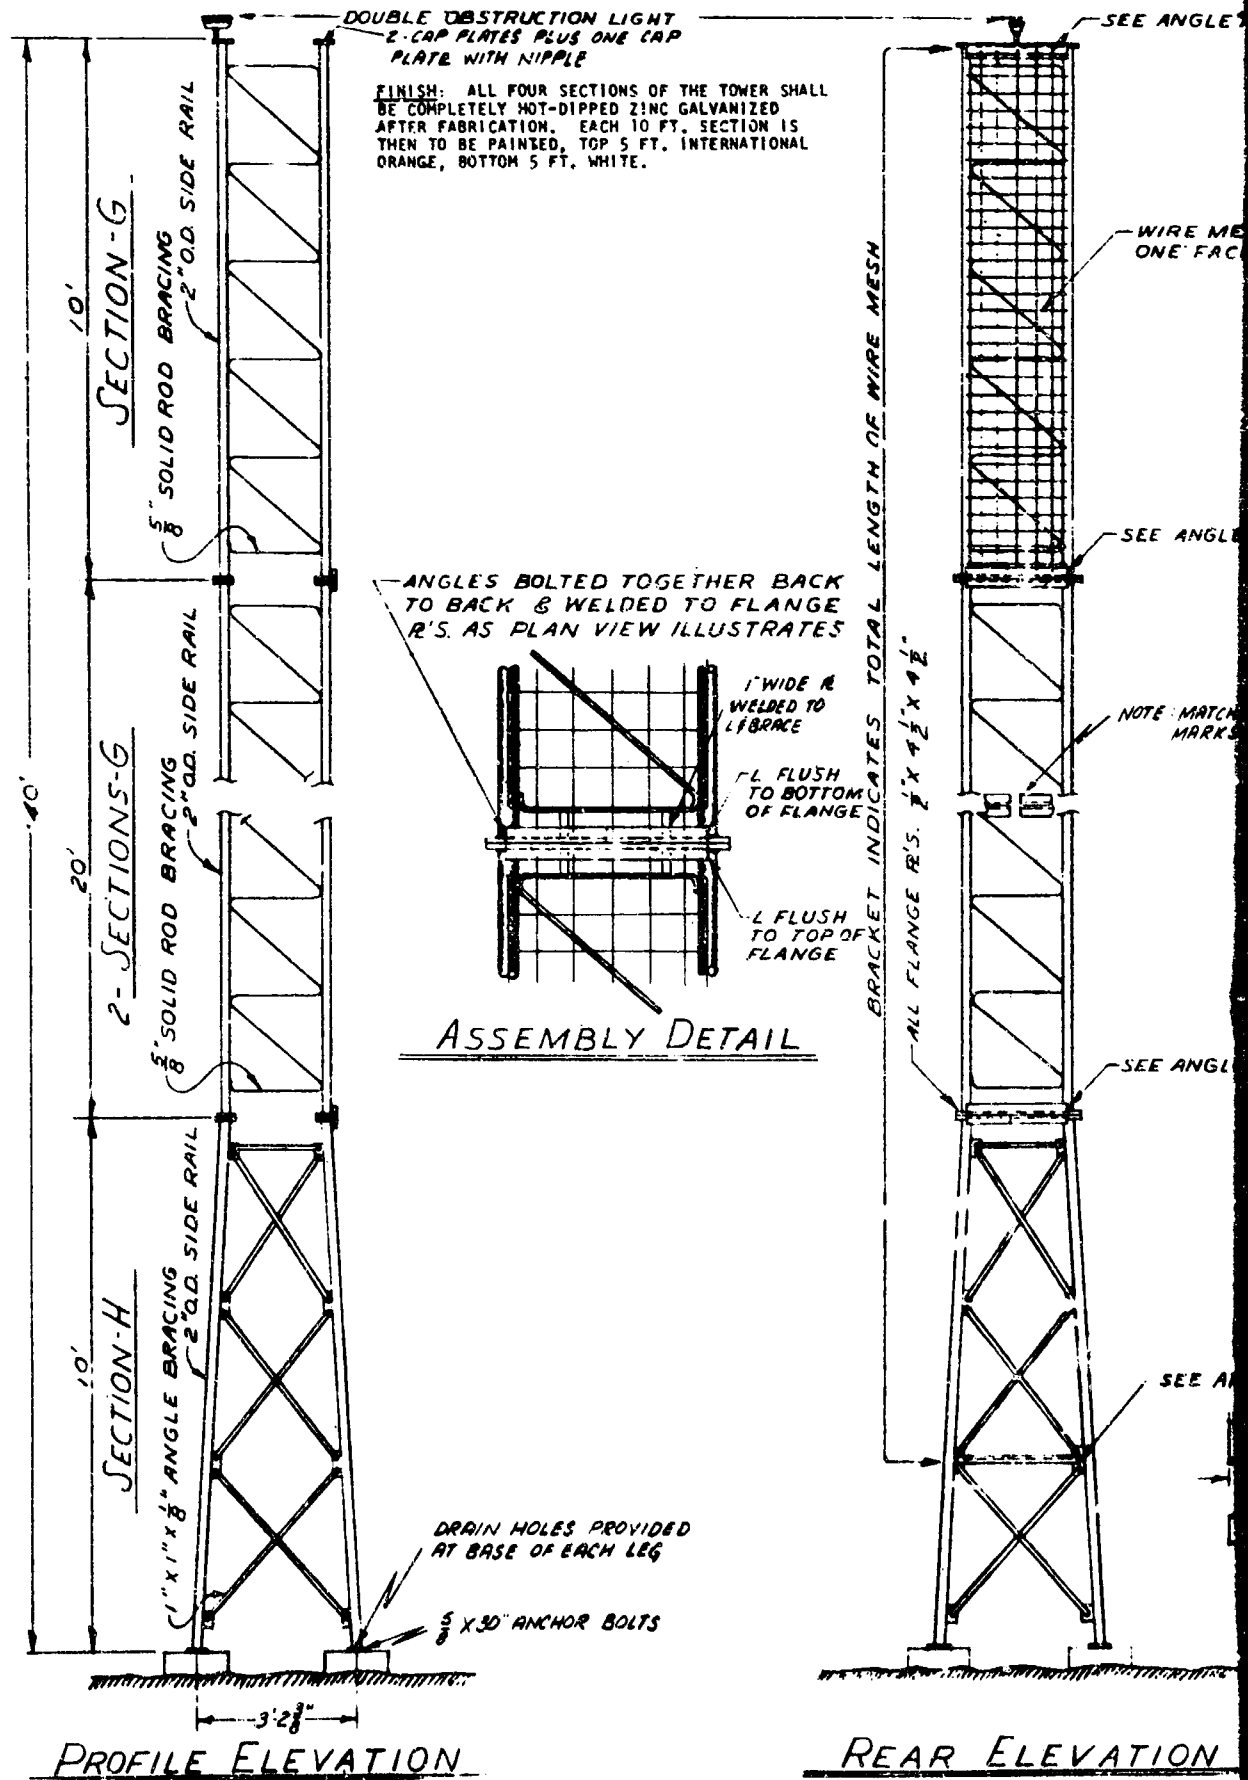 DOUBLE OBSTRUCTION LIGHT
2-CAP PLATES PLUS ONE CAP
PLATE WITH NIPPLE
FINISH: ALL FOUR SECTIONS OF THE TOWER SHALL
BE COMPLETELY HOT-DIPPED ZINC GALVANIZED
AFTER FABRICATION. EACH 10 FT. SECTION IS
THEN TO BE PAINTED, TOP 5 FT. INTERNATIONAL
ORANGE, BOTTOM 5 FT. WHITE.
SEE ANGLE
WIRE ME
ONE FAC
10'
SECTION-G
5/8" SOLID ROD BRACING
2" O.D. SIDE RAIL
SEE ANGLE
ANGLES BOLTED TOGETHER BACK
TO BACK & WELDED TO FLANGE
℞'S. AS PLAN VIEW ILLUSTRATES
1" WIDE ℞
WELDED TO
L & BRACE
L FLUSH
TO BOTTOM
OF FLANGE
L FLUSH
TO TOP OF
FLANGE
ASSEMBLY DETAIL
BRACKET INDICATES TOTAL LENGTH OF WIRE MESH
ALL FLANGE ℞'S. 1/2" X 4 1/2" X 4 1/2"
NOTE: MATCH
MARKS
40'
20'
2-SECTIONS-G
5/8" SOLID ROD BRACING
2" O.D. SIDE RAIL
SEE ANGL
10'
SECTION-H
1" X 1" X 1/8" ANGLE BRACING
2" O.D. SIDE RAIL
SEE A
DRAIN HOLES PROVIDED
AT BASE OF EACH LEG
5/8 X 30" ANCHOR BOLTS
3'2 3/8"
PROFILE ELEVATION
REAR ELEVATION